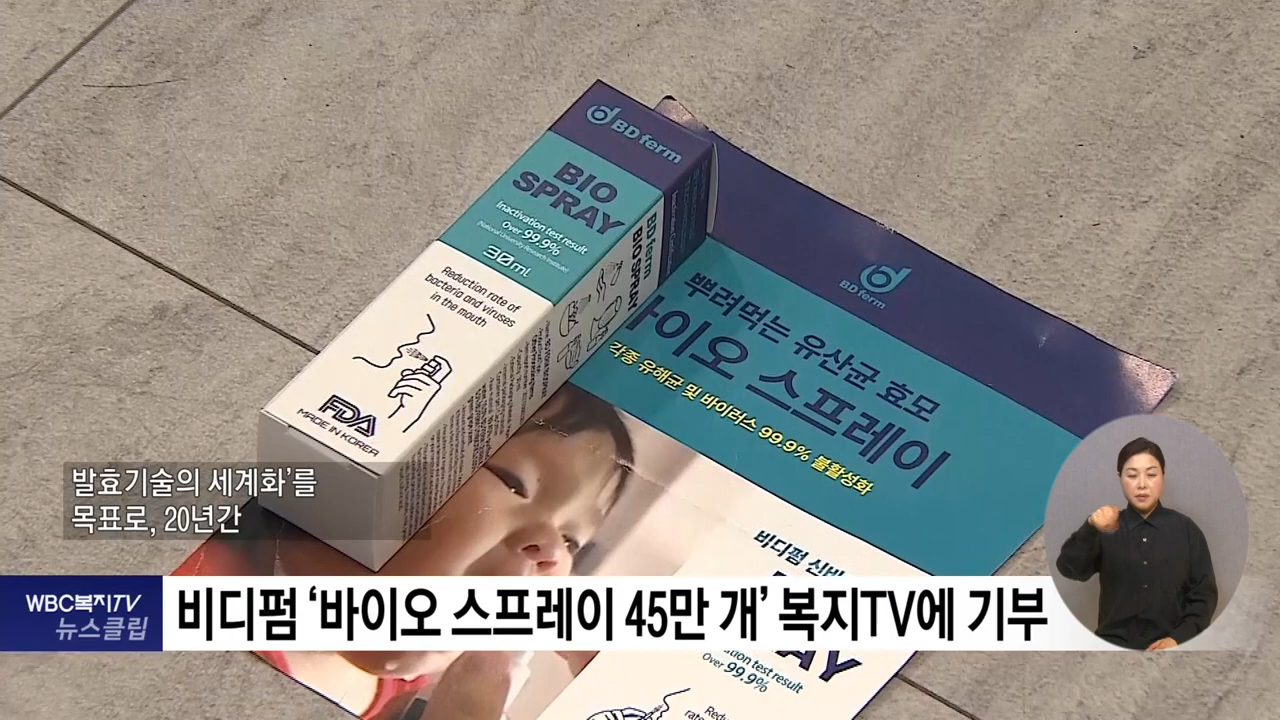 BD ferm
BIO
SPRAY
Inactivation test result
Over 99.9%
(National University Research Institute)
30ml
Reduction rate of
bacteria and viruses
in the mouth
FDA
MADE IN KOREA
BD ferm
BIO SPRAY
BD ferm
뿌려먹는 유산균 효모
바이오 스프레이
각종 유해균 및 바이러스 99.9% 불활성화
비디펌
test result
Over 99.9%
발효기술의 세계화’를
목표로, 20년간
WBC복지TV
뉴스클립
비디펌 ‘바이오 스프레이 45만 개’ 복지TV에 기부